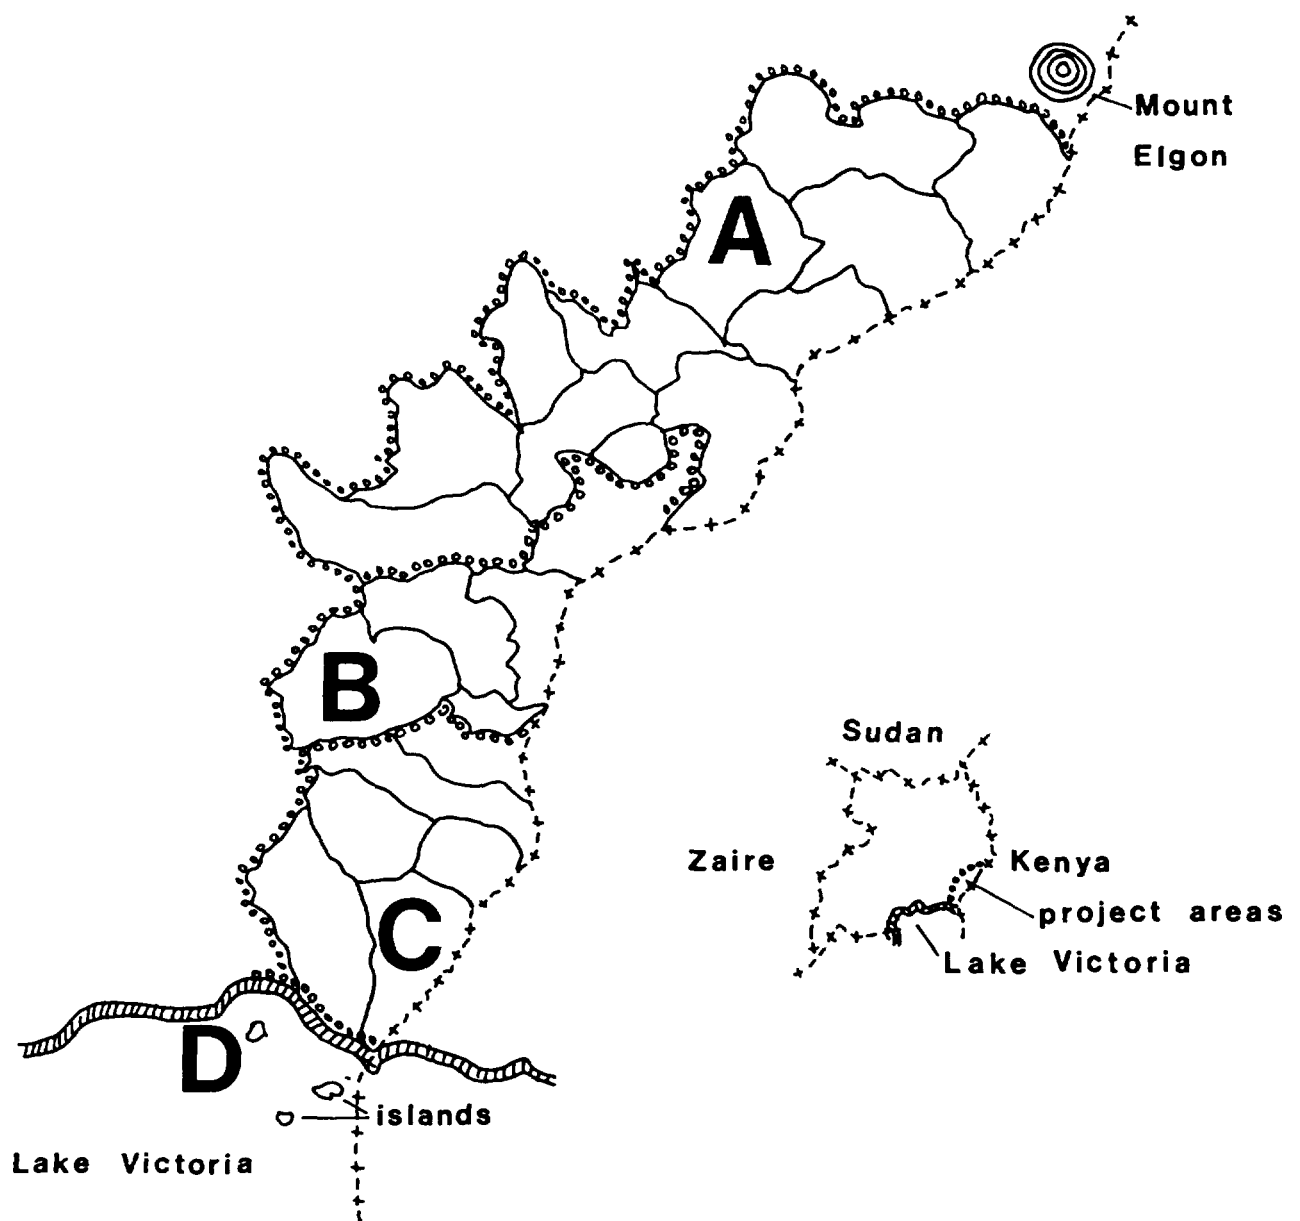 Mount
Elgon
A
B
Sudan
Zaire
Kenya
C
project areas
Lake Victoria
D
islands
Lake Victoria